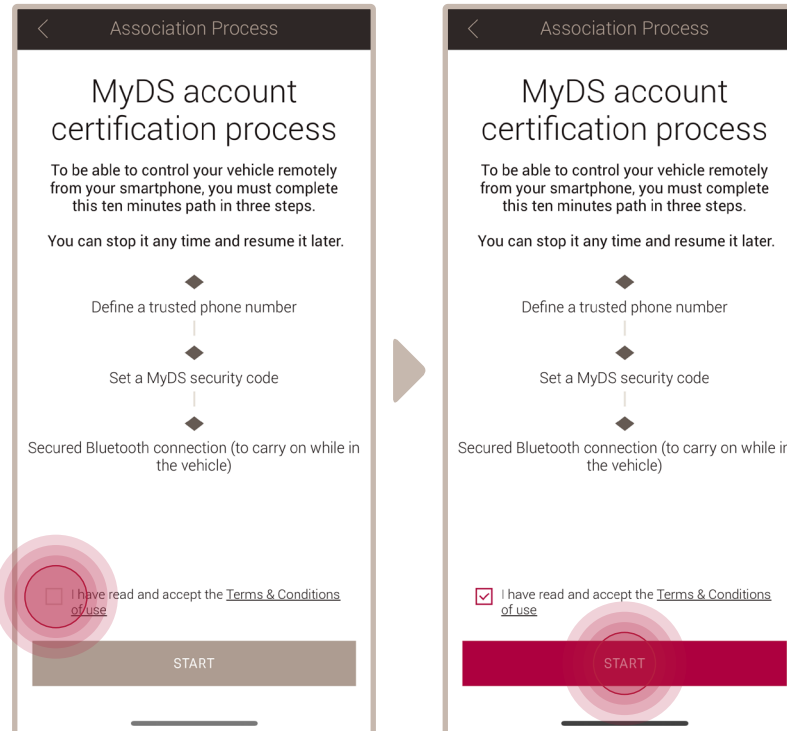 Association Process
MyDS account
certification process
To be able to control your vehicle remotely
from your smartphone, you must complete
this ten minutes path in three steps.
You can stop it any time and resume it later.
Define a trusted phone number
Set a MyDS security code
Secured Bluetooth connection (to carry on while in
the vehicle)
I have read and accept the Terms & Conditions
of use
START
Association Process
MyDS account
certification process
To be able to control your vehicle remotely
from your smartphone, you must complete
this ten minutes path in three steps.
You can stop it any time and resume it later.
Define a trusted phone number
Set a MyDS security code
Secured Bluetooth connection (to carry on while in
the vehicle)
I have read and accept the Terms & Conditions
of use
START